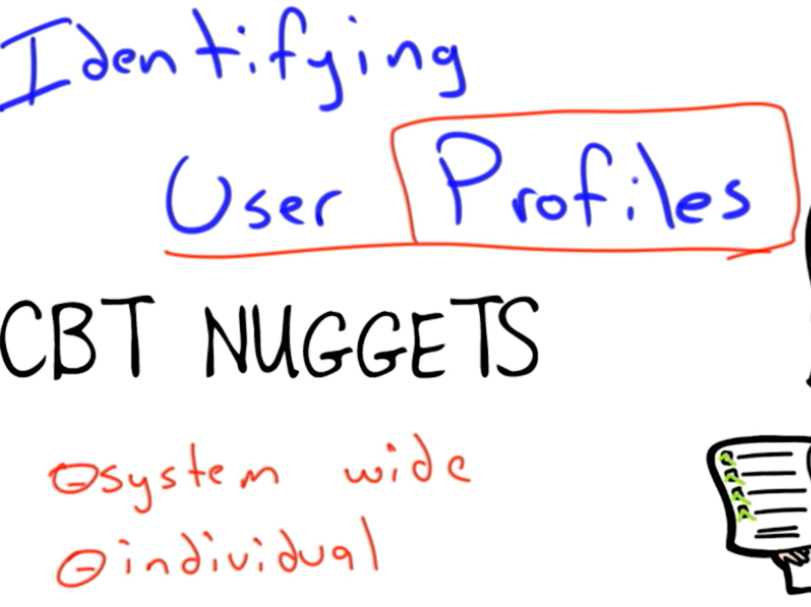 Identifying
User Profiles
CBT NUGGETS
system wide
individual